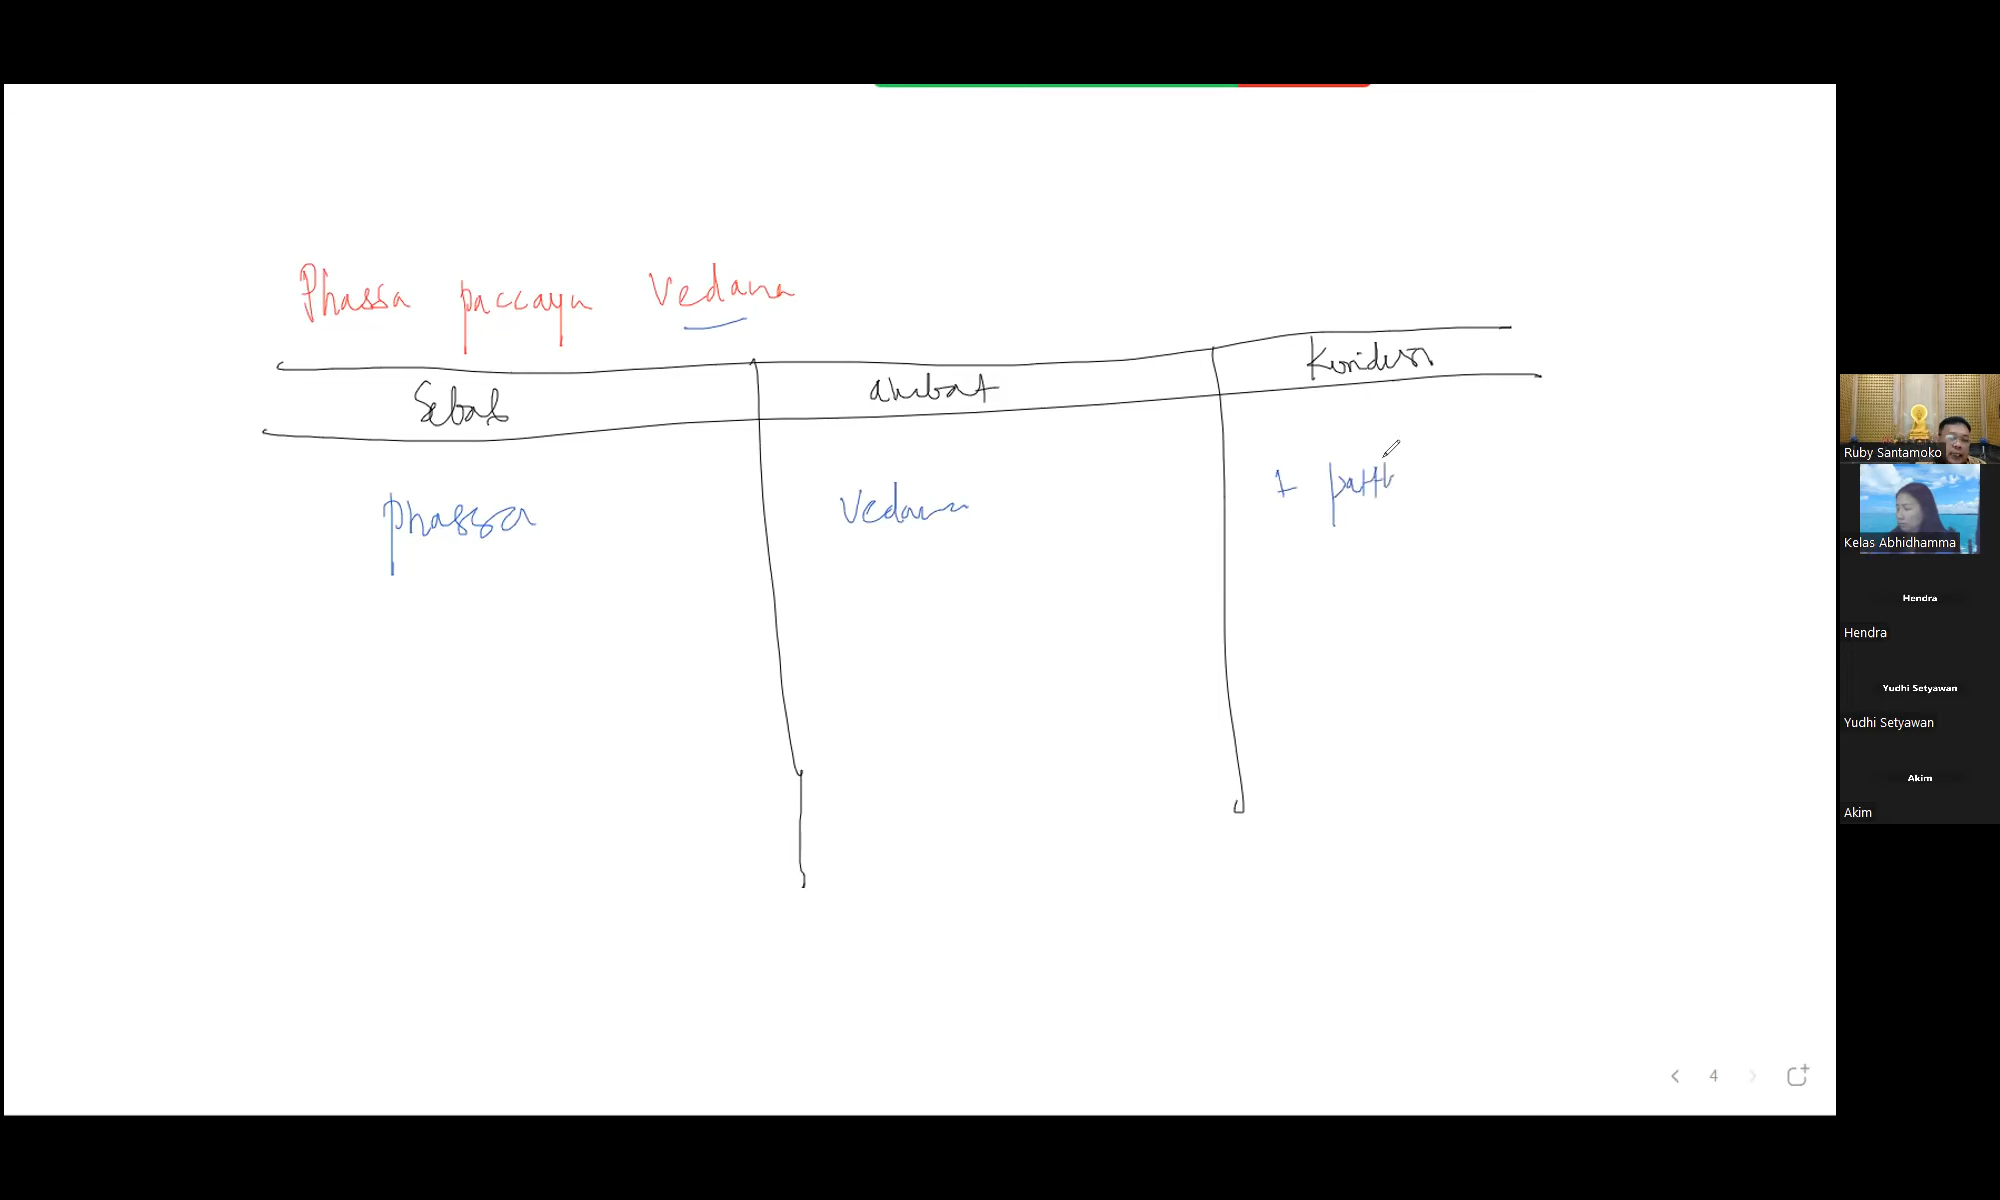 Phassa paccaya Vedana
Sebab akibat Kondisi
phassa vedana 1
Ruby Santamoko
Kelas Abhidhamma
Hendra
Hendra
Yudhi Setyawan
Yudhi Setyawan
Akim
Akim
4